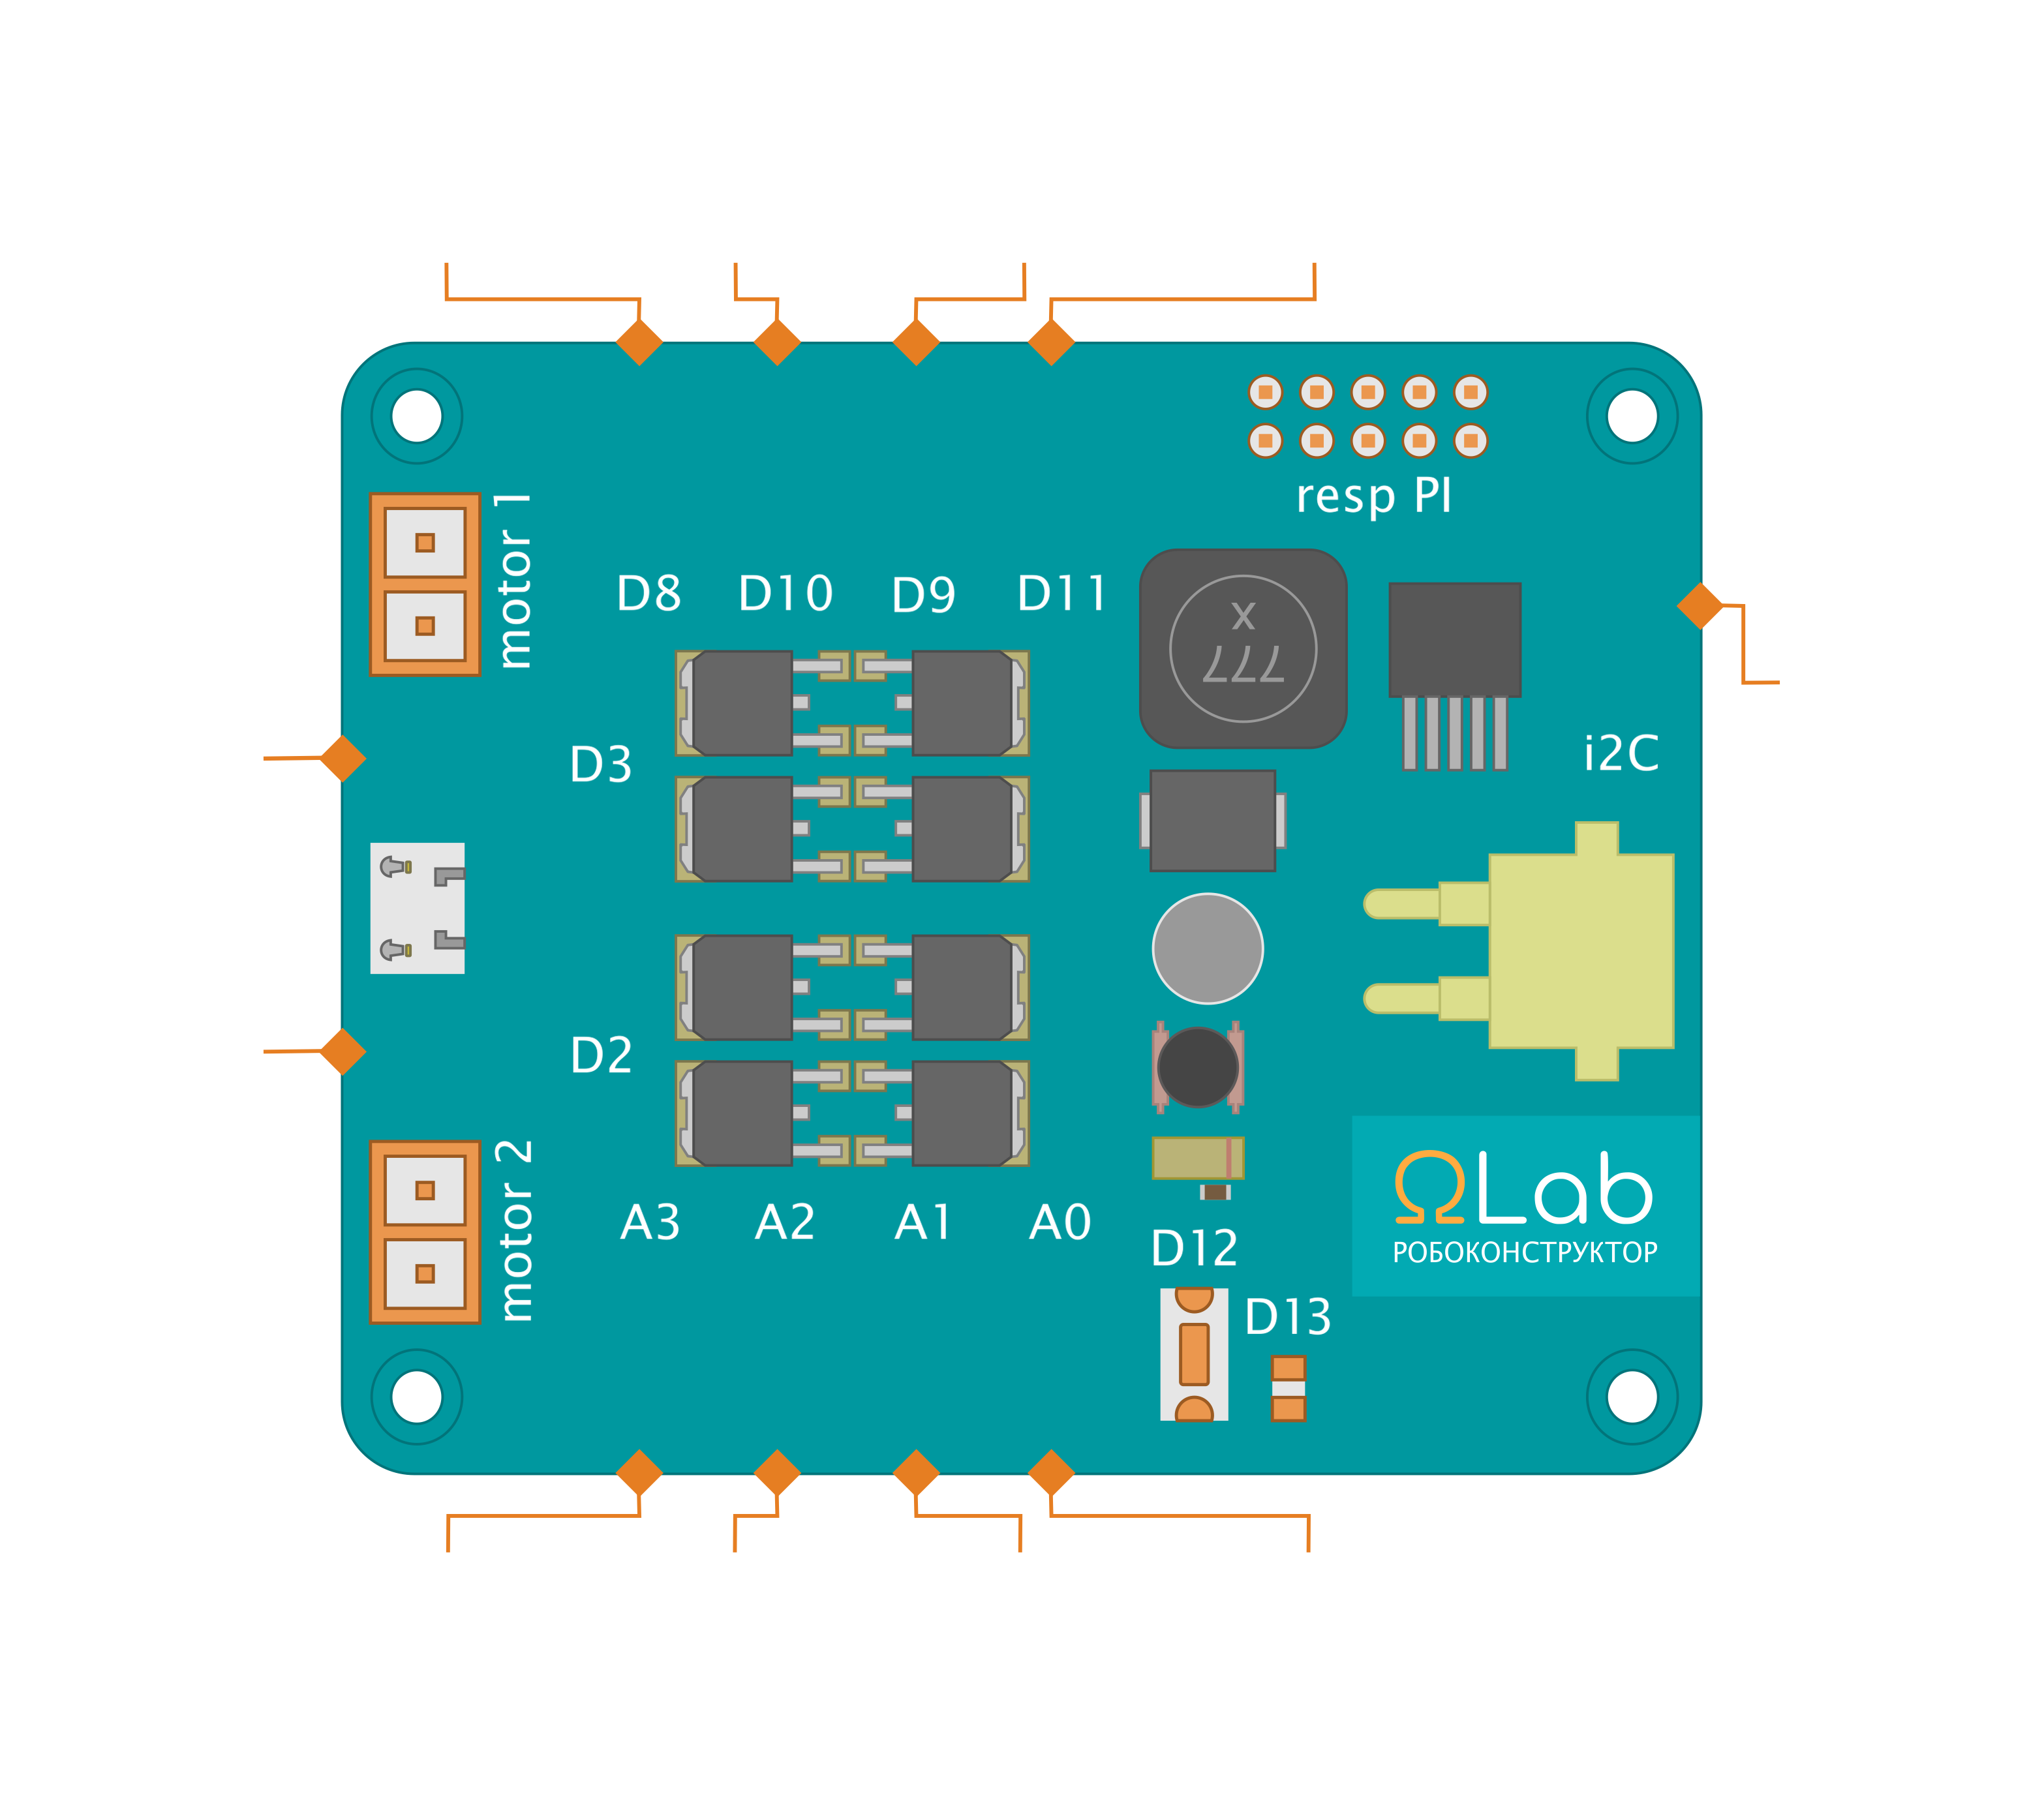 resp PI
motor 1
D8 D10 D9 D11
x
222
D3
i2C
D2
motor 2
A3 A2 A1 A0
ΩLab
РОБОКОНСТРУКТОР
D12
D13